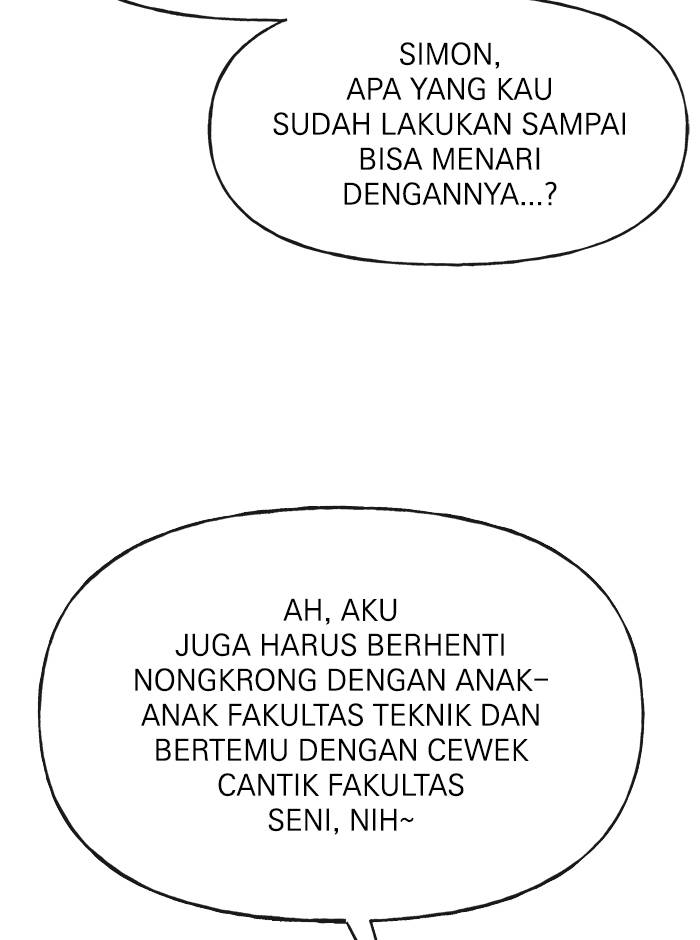 SIMON,
APA YANG KAU
SUDAH LAKUKAN SAMPAI
BISA MENARI
DENGANNYA...?
AH, AKU
JUGA HARUS BERHENTI
NONGKRONG DENGAN ANAK-
ANAK FAKULTAS TEKNIK DAN
BERTEMU DENGAN CEWEK
CANTIK FAKULTAS
SENI, NIH~